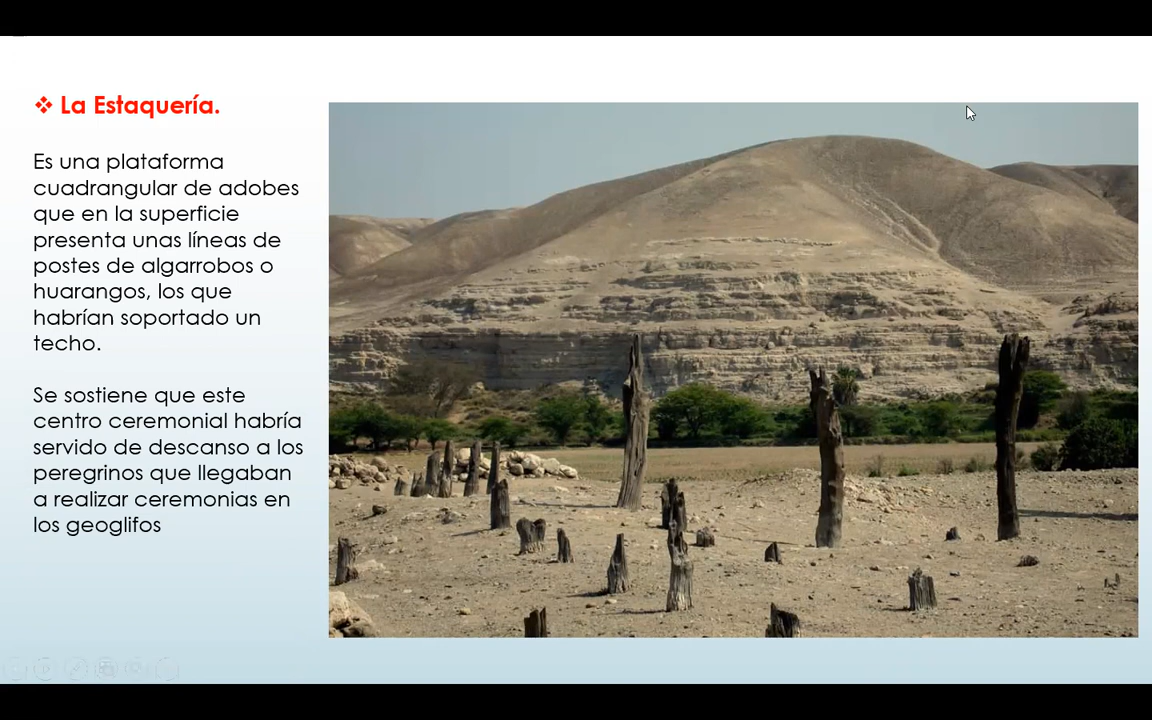 La Estaquería.
Es una plataforma
cuadrangular de adobes
que en la superficie
presenta unas líneas de
postes de algarrobos o
huarangos, los que
habrían soportado un
techo.
Se sostiene que este
centro ceremonial habría
servido de descanso a los
peregrinos que llegaban
a realizar ceremonias en
los geoglifos